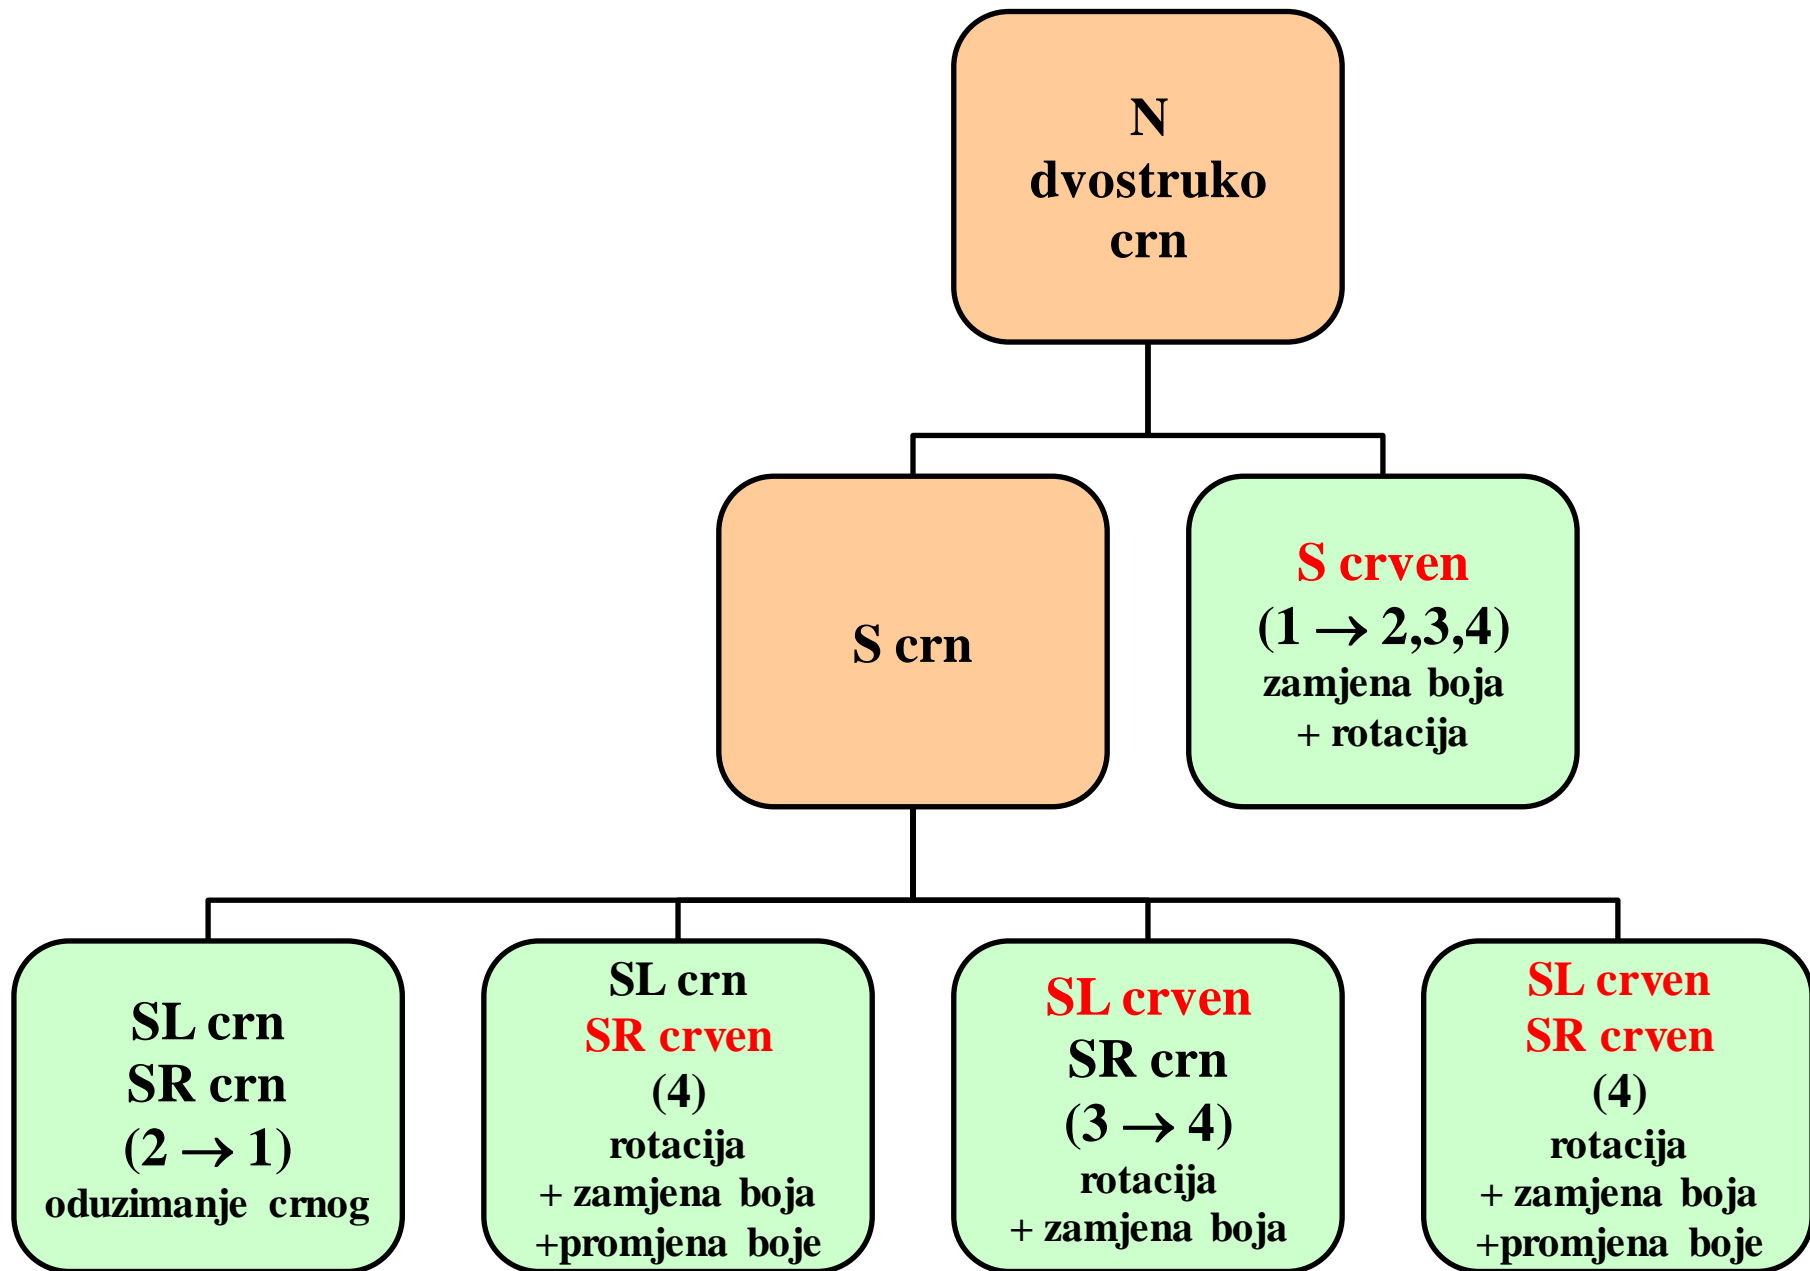 N
dvostruko
crn
S crn
S crven
(1 → 2,3,4)
zamjena boja
+ rotacija
SL crn
SR crn
(2 → 1)
oduzimanje crnog
SL crn
SR crven
(4)
rotacija
+ zamjena boja
+promjena boje
SL crven
SR crn
(3 → 4)
rotacija
+ zamjena boja
SL crven
SR crven
(4)
rotacija
+ zamjena boja
+promjena boje